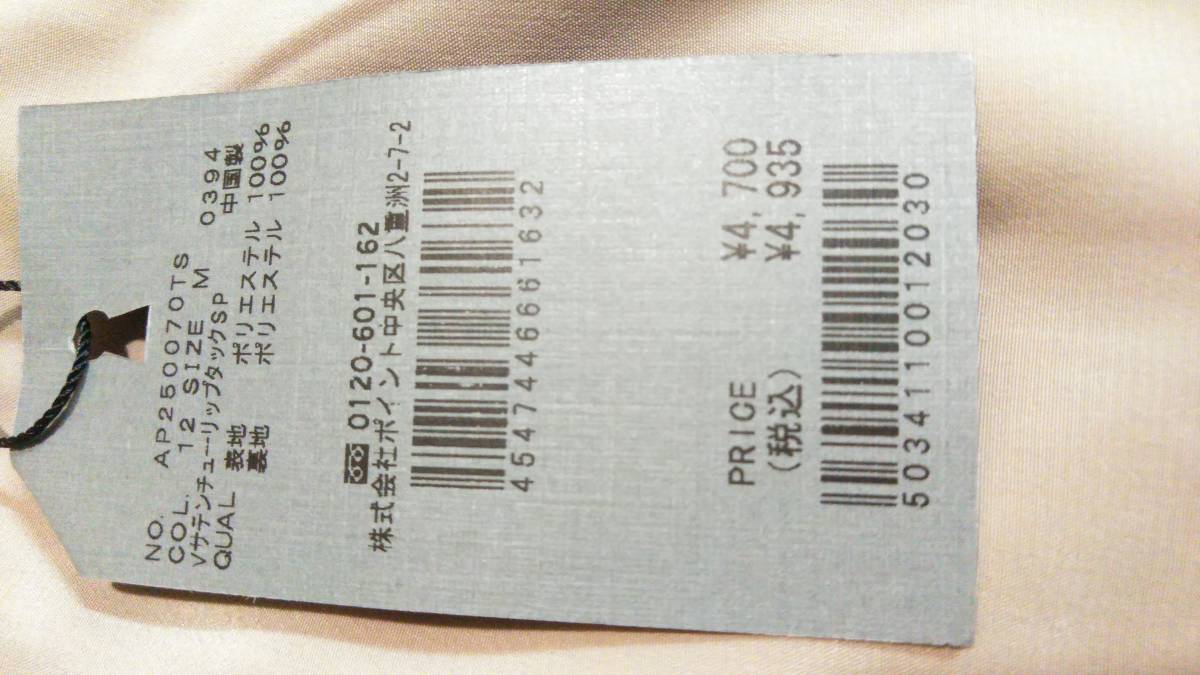 NO. AP250070TS
COL. 12 SIZE M 0394
VサテンチューリップタックSP 中国製
QUAL 表地 ポリエステル 100%
裏地 ポリエステル 100%
0120-601-162
株式会社ポイント中央区八重洲2-7-2
4547446661632
PRICE ¥4,700
(税込) ¥4,935
5034110012030